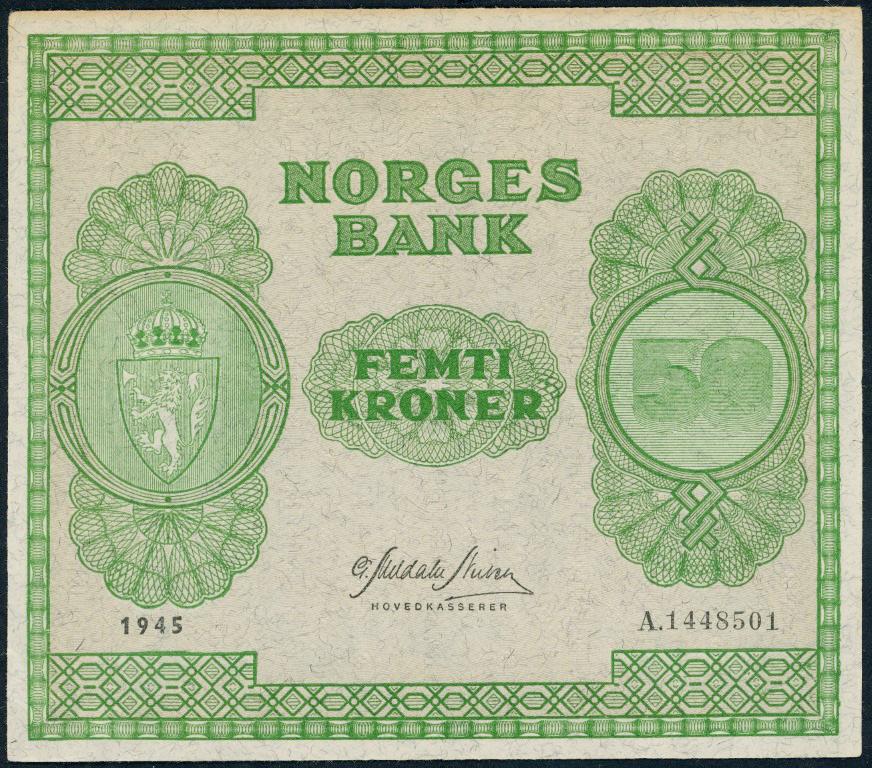 NORGES
BANK
FEMTI
KRONER
50
HOVEDKASSERER
1945
A.1448501